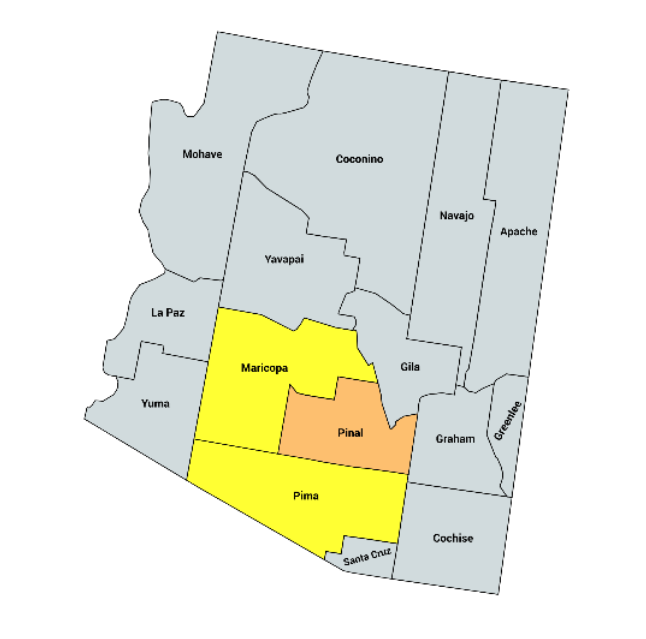 Mohave
Coconino
Navajo
Apache
Yavapai
La Paz
Maricopa
Gila
Yuma
Pinal
Graham
Greenlee
Pima
Cochise
Santa Cruz